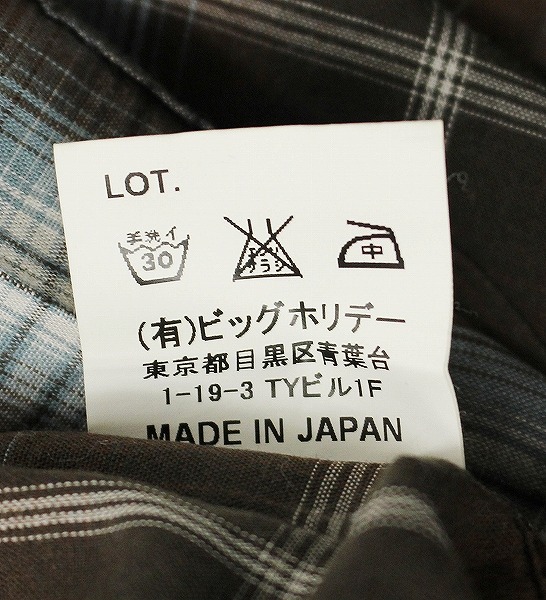 LOT.
手洗イ
30
中
(有)ビッグホリデー
東京都目黒区青葉台
1-19-3 TYビル1F
MADE IN JAPAN